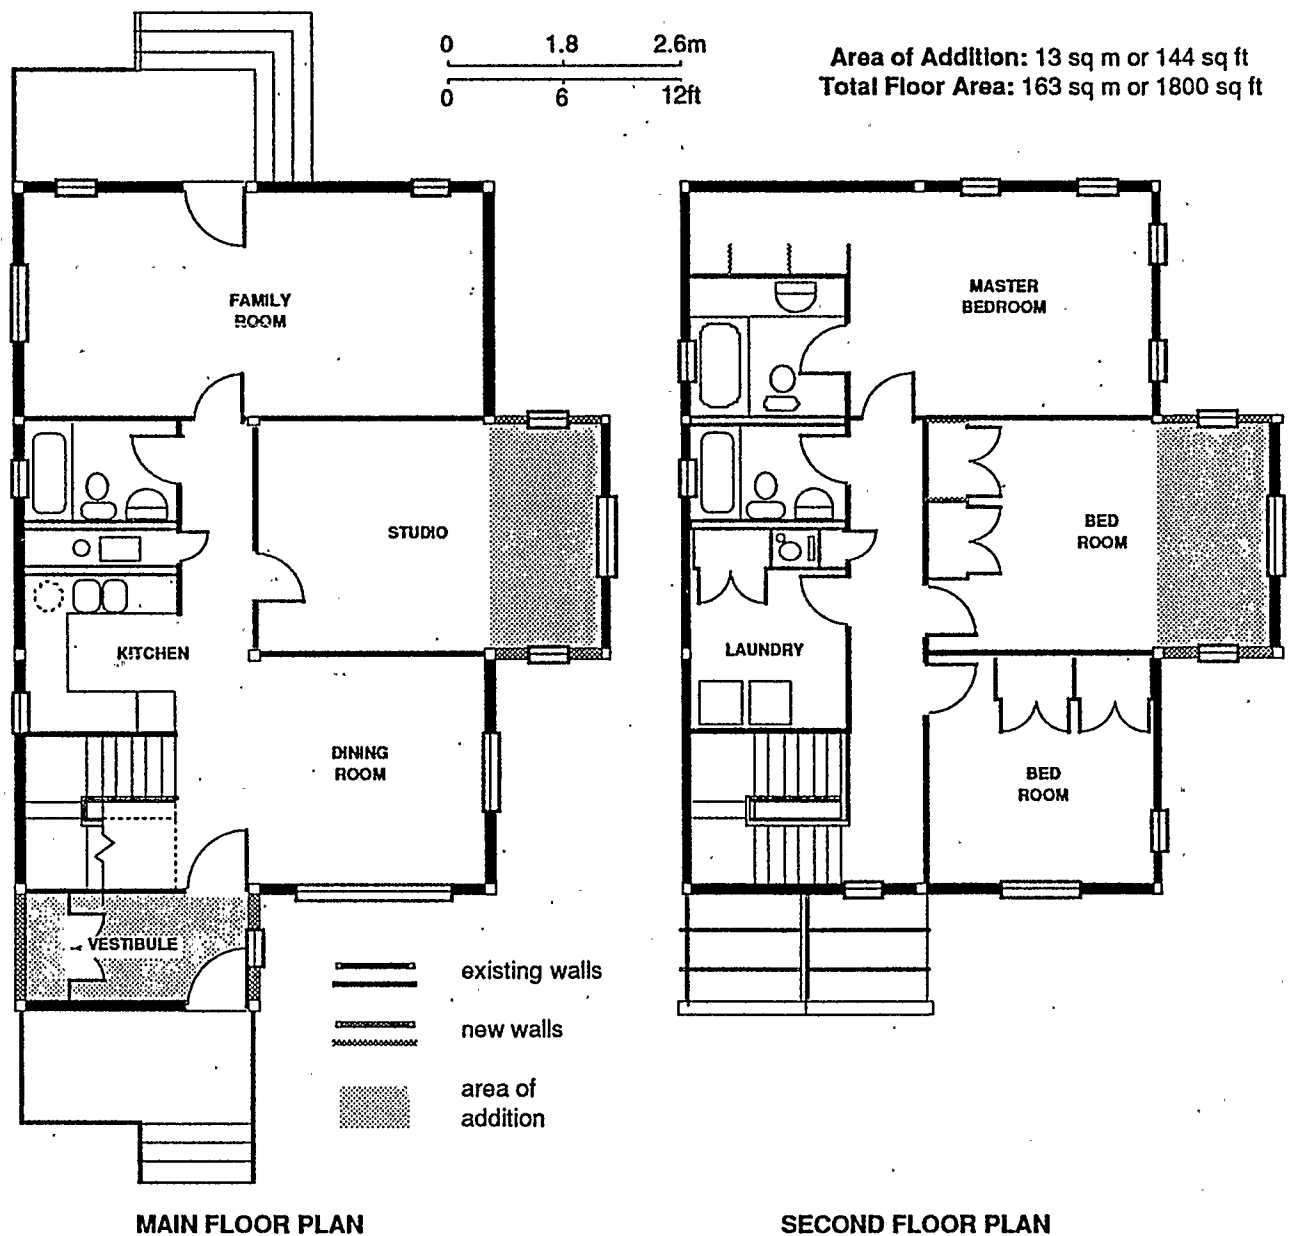 0 1.8 2.6m
0 6 12ft
Area of Addition: 13 sq m or 144 sq ft
Total Floor Area: 163 sq m or 1800 sq ft
FAMILY
ROOM
STUDIO
KITCHEN
DINING
ROOM
VESTIBULE
MASTER
BEDROOM
BED
ROOM
LAUNDRY
BED
ROOM
existing walls
new walls
area of
addition
MAIN FLOOR PLAN
SECOND FLOOR PLAN